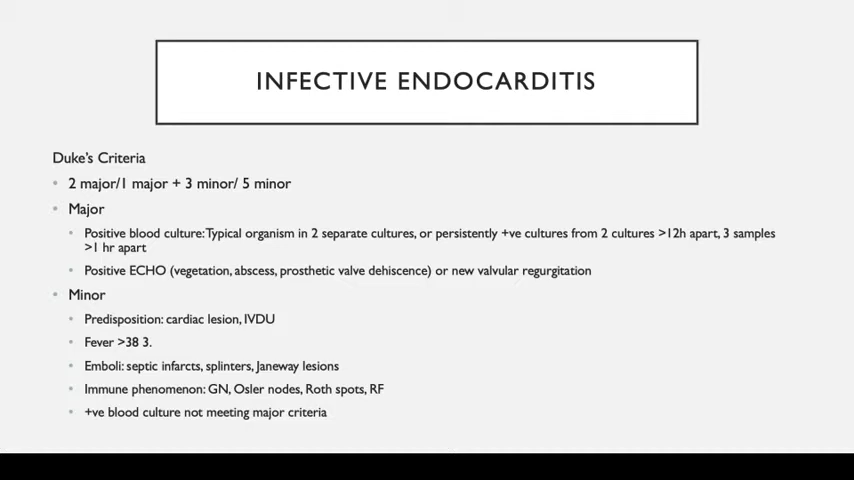 INFECTIVE ENDOCARDITIS
Duke's Criteria
• 2 major/1 major + 3 minor/ 5 minor
• Major
• Positive blood culture: Typical organism in 2 separate cultures, or persistently +ve cultures from 2 cultures >12h apart, 3 samples
>1 hr apart
• Positive ECHO (vegetation, abscess, prosthetic valve dehiscence) or new valvular regurgitation
• Minor
• Predisposition: cardiac lesion, IVDU
• Fever >38 3.
• Emboli: septic infarcts, splinters, Janeway lesions
• Immune phenomenon: GN, Osler nodes, Roth spots, RF
• +ve blood culture not meeting major criteria